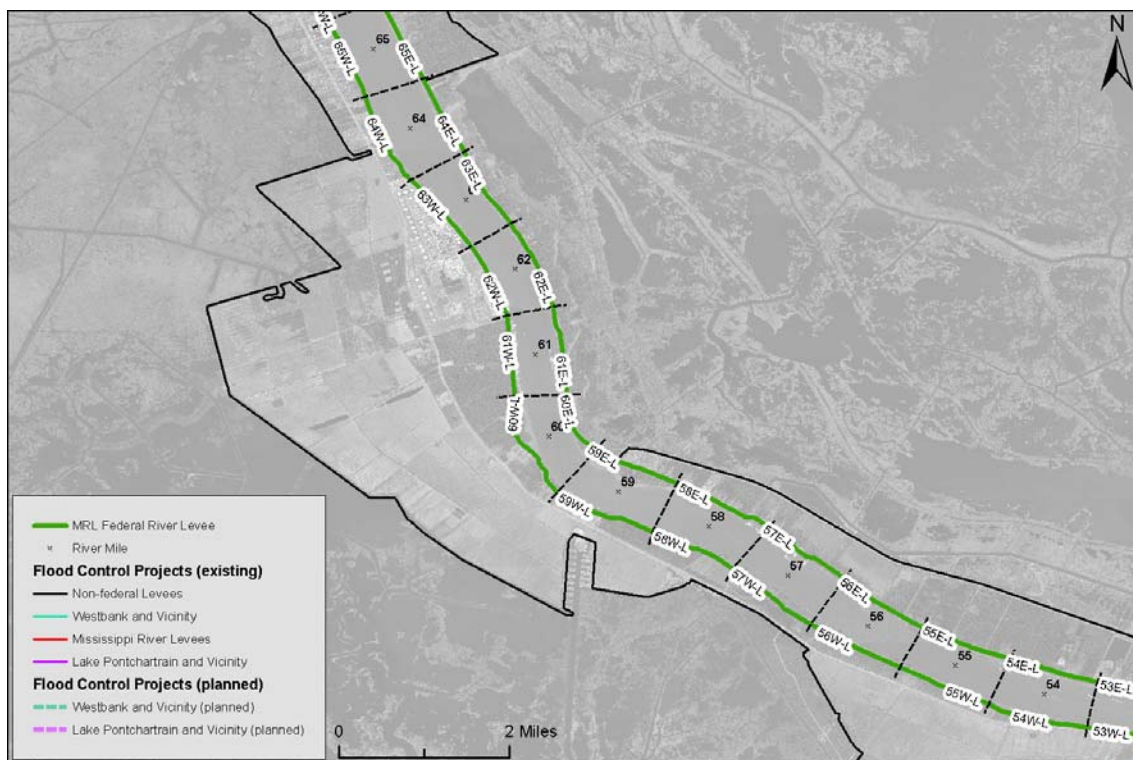 N
65W-L
65
65E-L
64
64W-L
64E-L
63E-L
63W-L
62
62W-L
62E-L
61
61W-L
61E-L
60W-L
60E-L
60
59E-L
59
59W-L
58E-L
58
58W-L
57E-L
57
57W-L
56E-L
56
56W-L
55E-L
55
55W-L
54E-L
54
54W-L
53E-L
53W-L
MRL Federal River Levee
River Mile
Flood Control Projects (existing)
Non-federal Levees
Westbank and Vicinity
Mississippi River Levees
Lake Pontchartrain and Vicinity
Flood Control Projects (planned)
Westbank and Vicinity (planned)
Lake Pontchartrain and Vicinity (planned)
0 2 Miles